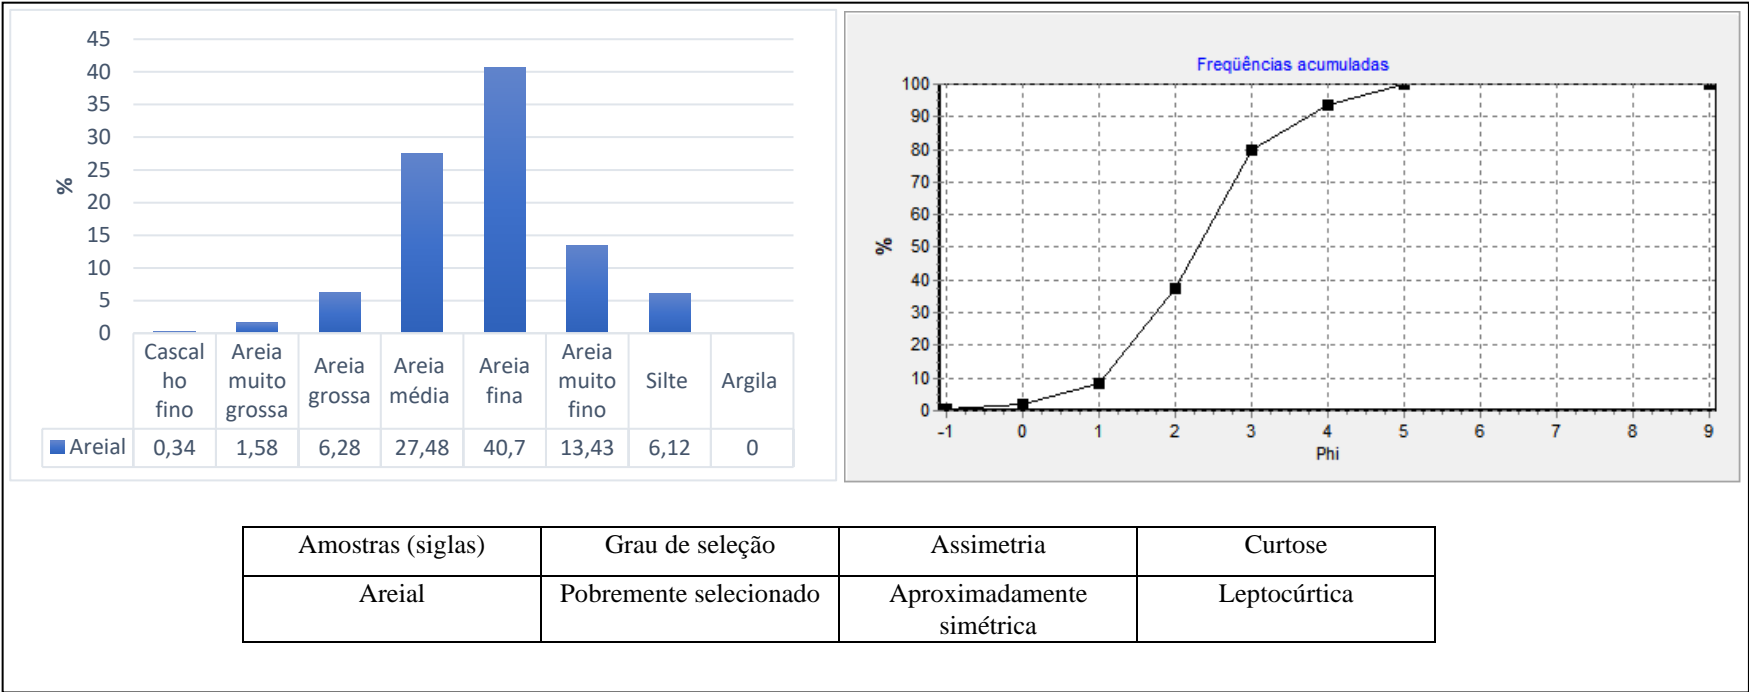 45
40
35
30
25
20
15
10
5
0
%
Cascal
ho
fino
Areia
muito
grossa
Areia
grossa
Areia
média
Areia
fina
Areia
muito
fino
Silte
Argila
Areial 0,34 1,58 6,28 27,48 40,7 13,43 6,12 0
Freqüências acumuladas
100
90
80
70
60
50
40
30
20
10
0
%
-1 0 1 2 3 4 5 6 7 8 9
Phi
Amostras (siglas) Grau de seleção Assimetria Curtose
Areial Pobremente selecionado Aproximadamente Leptocúrtica
simétrica